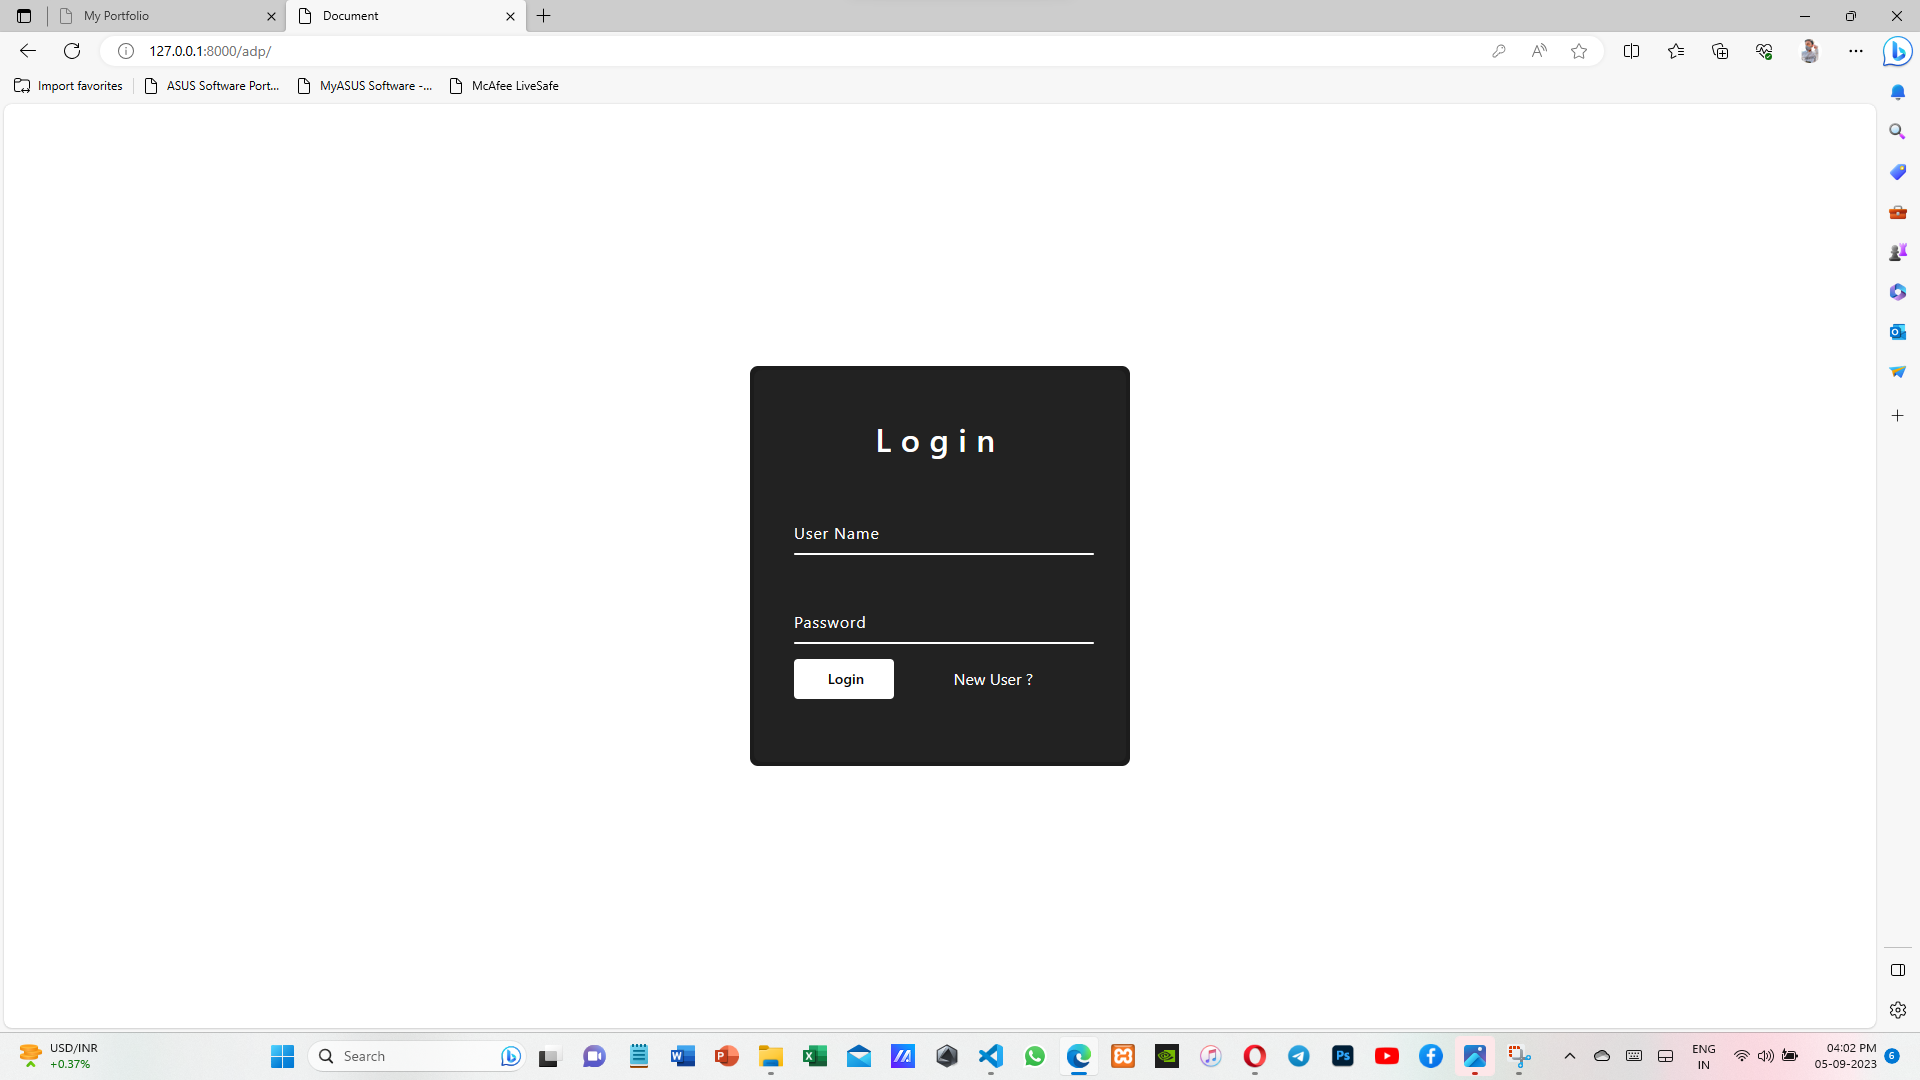 My Portfolio
Document
127.0.0.1:8000/adp/
Import favorites
ASUS Software Port...
MyASUS Software -...
McAfee LiveSafe
Login
User Name
Password
Login
New User ?
USD/INR
+0.37%
Search
ENG
IN
04:02 PM
05-09-2023
6